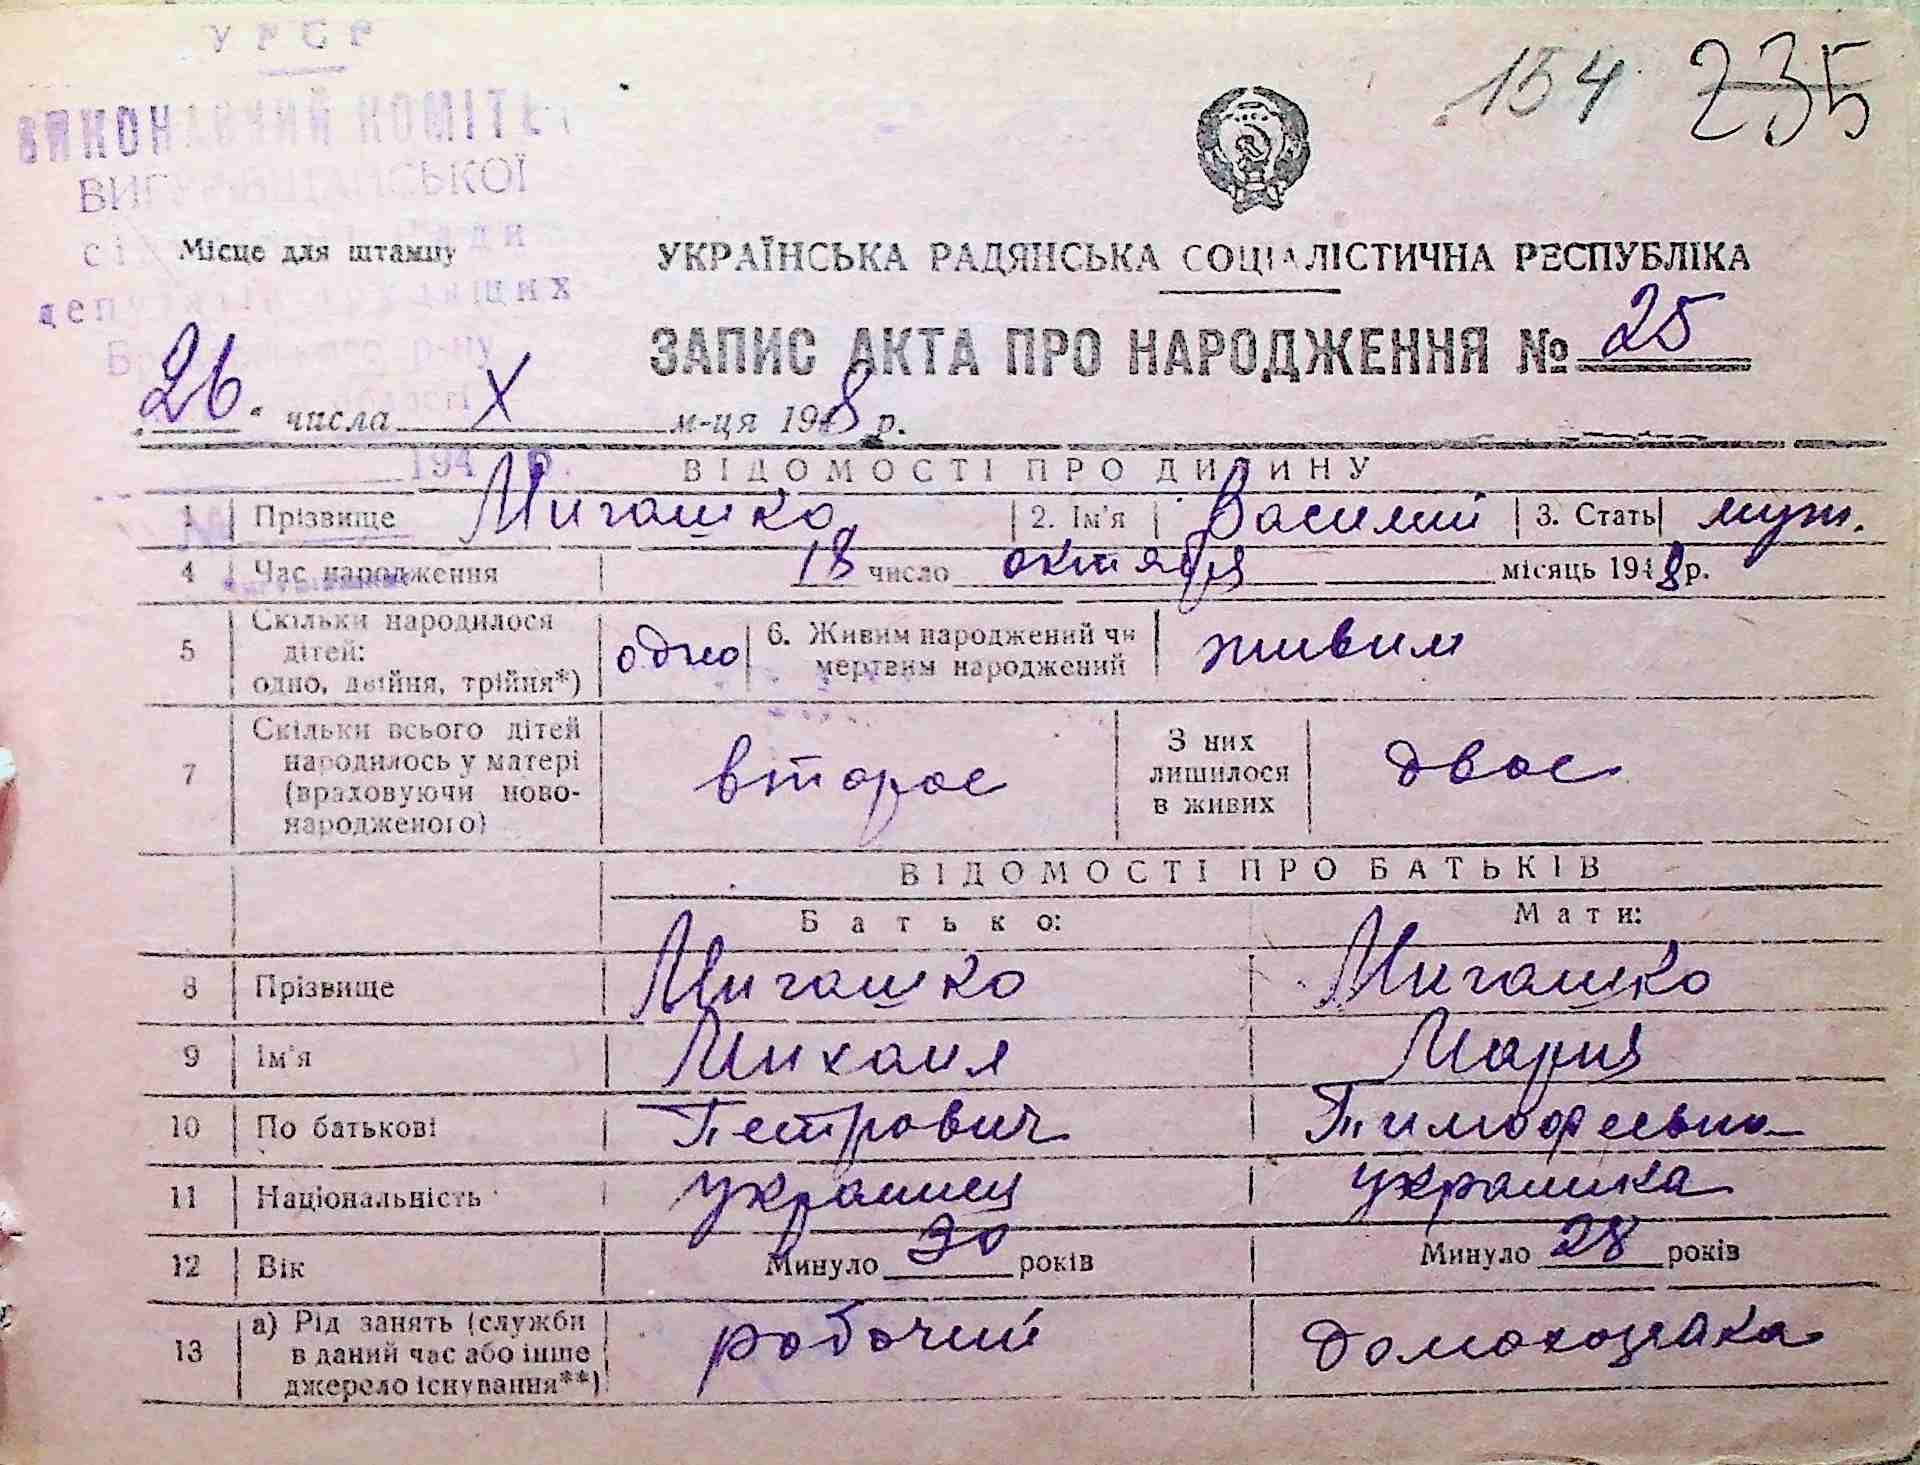 УРСР
ВИКОНАВЧИЙ КОМІТЕТ
154 235
Місце для штампу
УКРАЇНСЬКА РАДЯНСЬКА СОЦІАЛІСТИЧНА РЕСПУБЛІКА
ЗАПИС АКТА ПРО НАРОДЖЕННЯ № 25
„26“ числа X м-ця 1948 р.
194 р.
ВІДОМОСТІ ПРО ДИТИНУ
1 Прізвище Мигашко 2. Ім'я Василий 3. Стать муж.
4 Час народження 18 число октября місяць 1948 р.
5 Скільки народилося дітей: одно, двійня, трійня*) одно 6. Живим народжений чи мертвим народжений живим
7 Скільки всього дітей народилось у матері (враховуючи новонародженого) второе З них лишилося в живих двое
ВІДОМОСТІ ПРО БАТЬКІВ
Батько: Мати:
8 Прізвище Мигашко Мигашко
9 Ім'я Михаил Мария
10 По батькові Петрович Тимофеевна
11 Національність украинец украинка
12 Вік Минуло 30 років Минуло 28 років
13 а) Рід занять (служби в даний час або інше джерело існування**) робочий домохозяйка